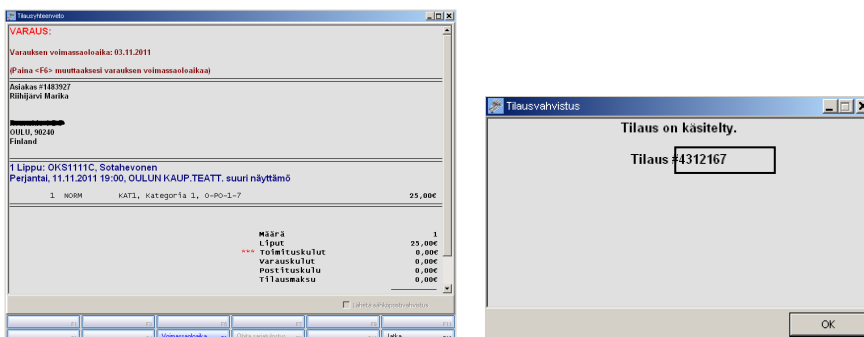 Tilausyhteenveto
VARAUS:
Varauksen voimassaoloaika: 03.11.2011
(Paina <F6> muuttaaksesi varauksen voimassaoloaikaa)
Asiakas #1483927
Riihijärvi Marika
OULU, 90240
Finland
1 Lippu: OKS1111C, Sotahevonen
Perjantai, 11.11.2011 19:00, OULUN KAUP.TEATT. suuri näyttämö
1 NORM KAT1, Kategoria 1, O-PO-1-7 25,00€
Määrä 1
Liput 25,00€
*** Toimituskulut 0,00€
Varauskulut 0,00€
Postituskulu 0,00€
Tilausmaksu 0,00€
Lähetä sähköpostivahvistus
Tilausvahvistus
Tilaus on käsitelty.
Tilaus #4312167
OK